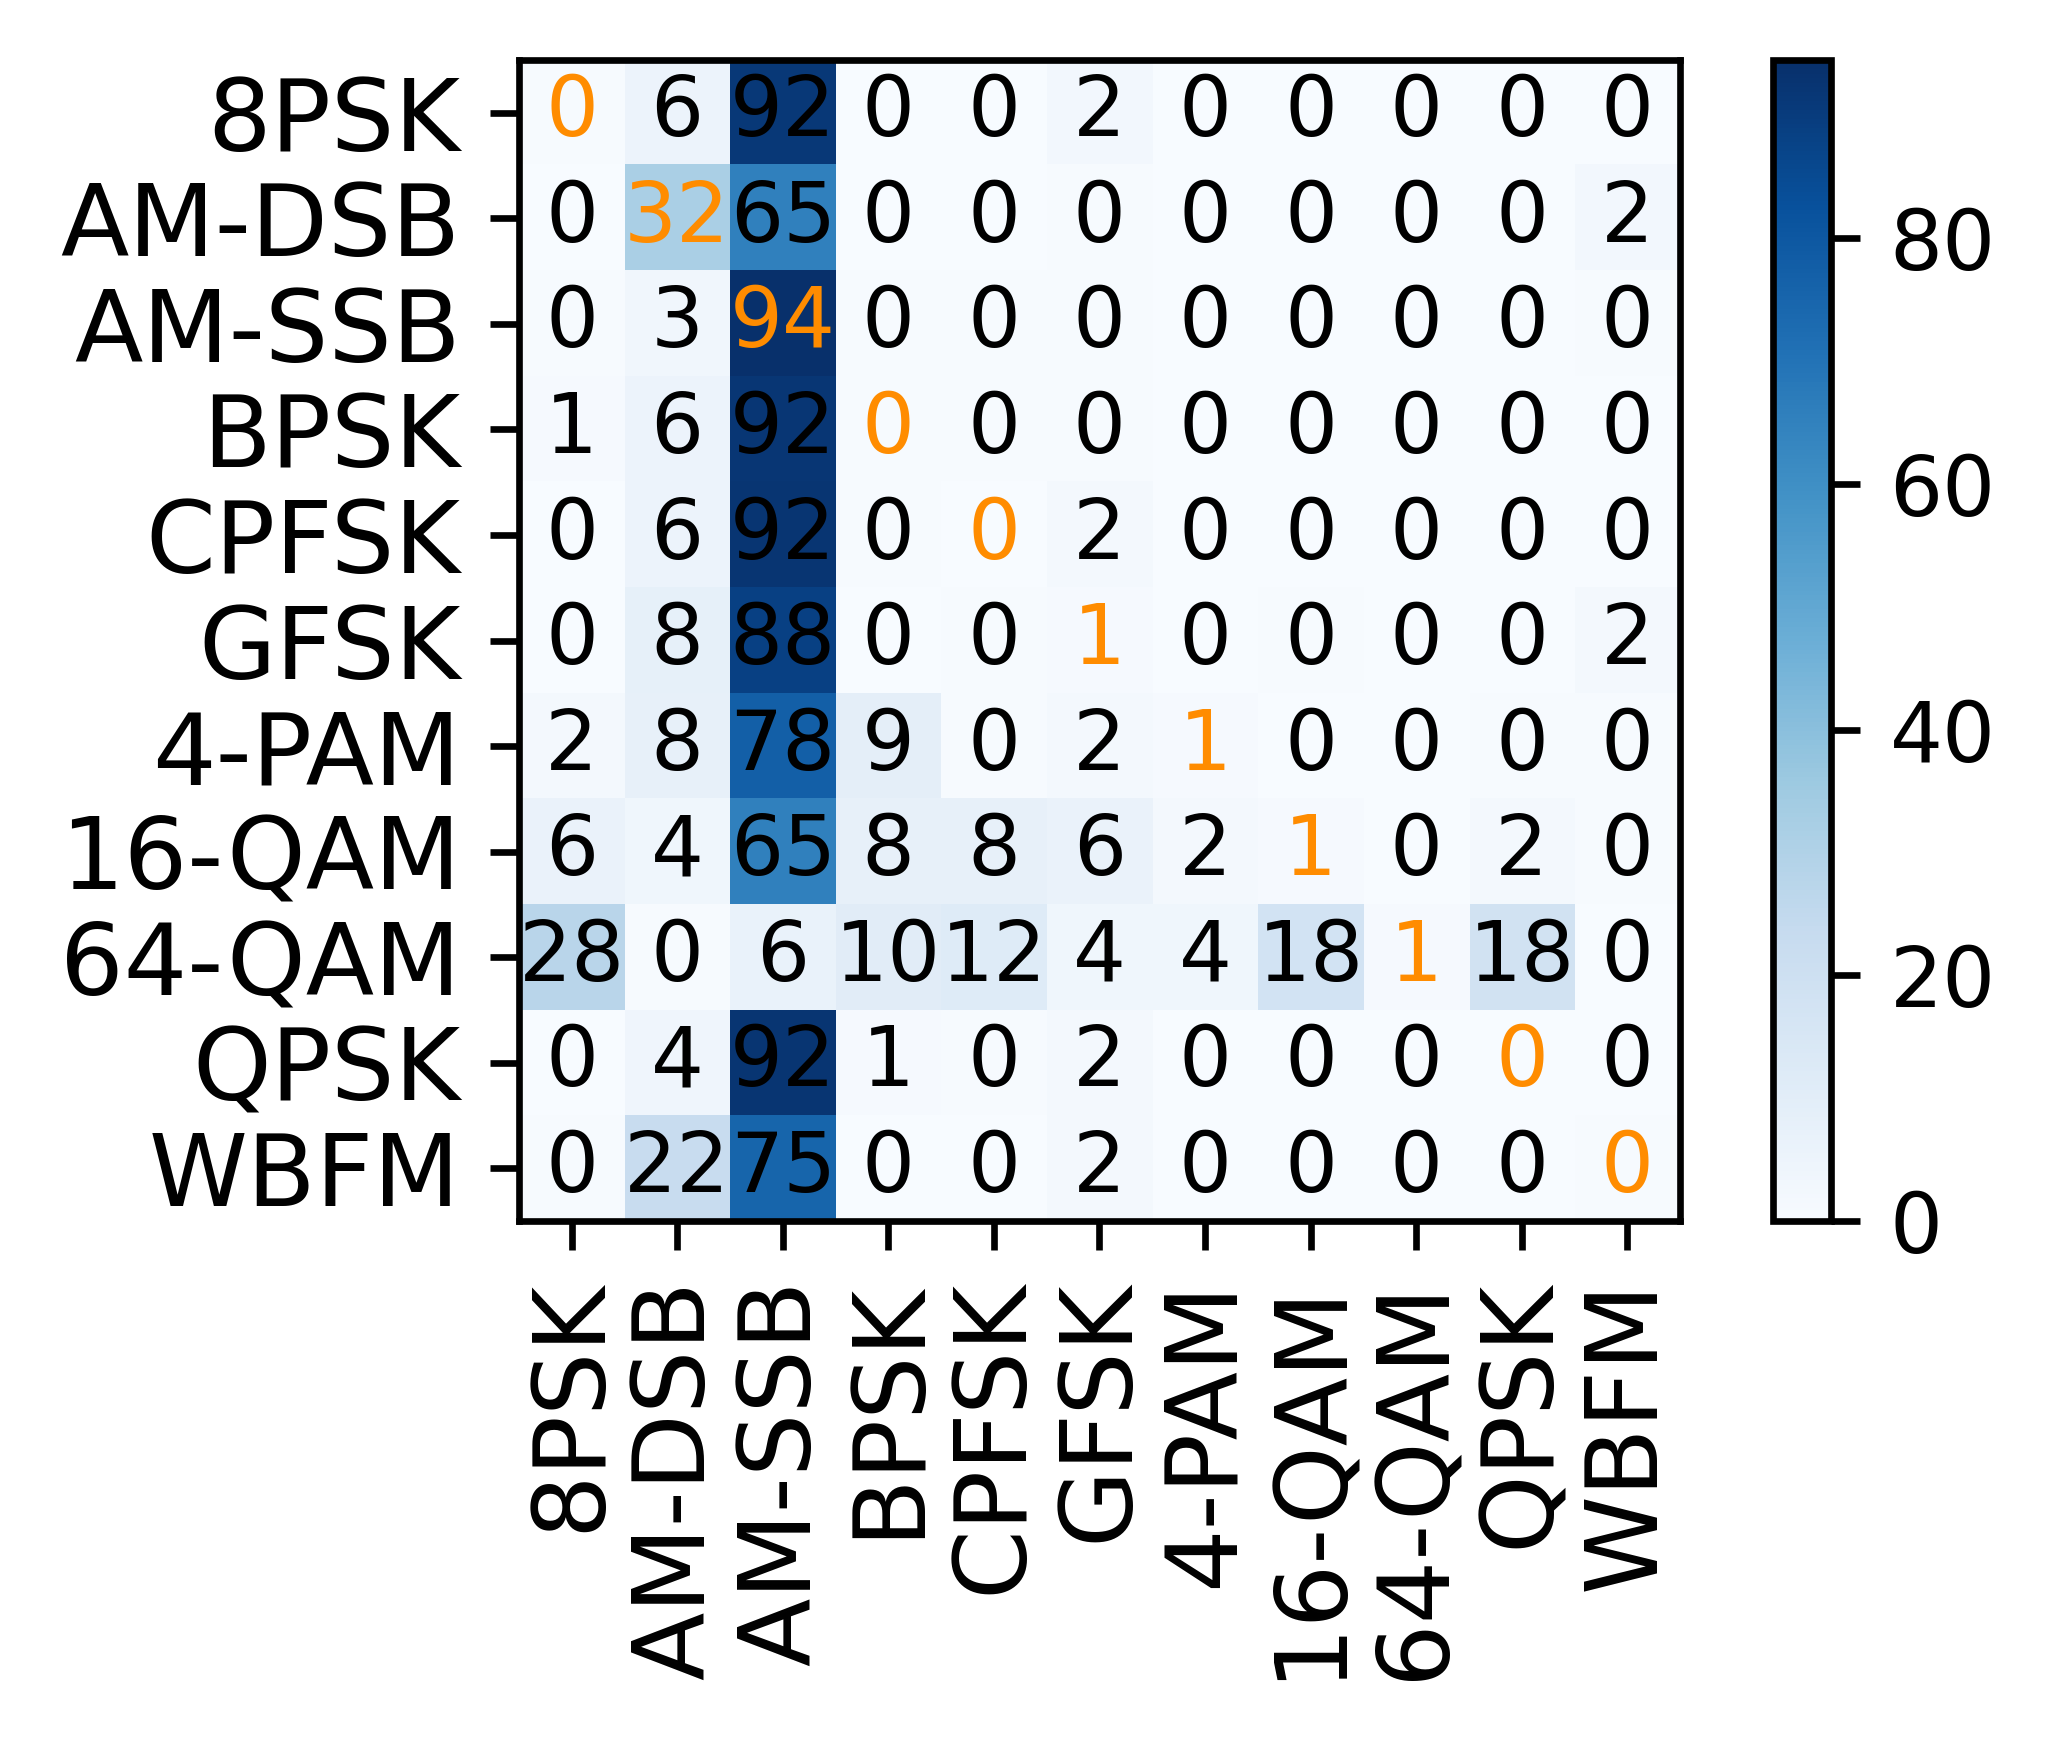 8PSK 0 6 92 0 0 2 0 0 0 0 0
AM-DSB 0 32 65 0 0 0 0 0 0 0 2
AM-SSB 0 3 94 0 0 0 0 0 0 0 0
BPSK 1 6 92 0 0 0 0 0 0 0 0
CPFSK 0 6 92 0 0 2 0 0 0 0 0
GFSK 0 8 88 0 0 1 0 0 0 0 2
4-PAM 2 8 78 9 0 2 1 0 0 0 0
16-QAM 6 4 65 8 8 6 2 1 0 2 0
64-QAM 28 0 6 10 12 4 4 18 1 18 0
QPSK 0 4 92 1 0 2 0 0 0 0 0
WBFM 0 22 75 0 0 2 0 0 0 0 0
8PSK
AM-DSB
AM-SSB
BPSK
CPFSK
GFSK
4-PAM
16-QAM
64-QAM
QPSK
WBFM
80
60
40
20
0